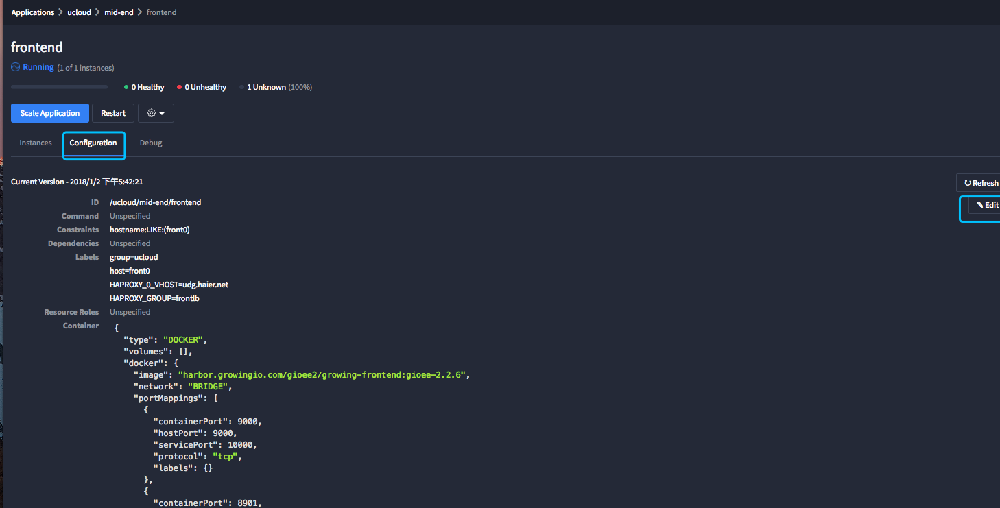 Applications > ucloud > mid-end > frontend
frontend
Running (1 of 1 instances)
0 Healthy 0 Unhealthy 1 Unknown (100%)
Scale Application Restart
Instances Configuration Debug
Current Version - 2018/1/2 下午5:42:21
Refresh
ID /ucloud/mid-end/frontend
Edit
Command Unspecified
Constraints hostname:LIKE:(front0)
Dependencies Unspecified
Labels group=ucloud
host=front0
HAPROXY_0_VHOST=udg.haier.net
HAPROXY_GROUP=frontlb
Resource Roles Unspecified
Container {
"type": "DOCKER",
"volumes": [],
"docker": {
"image": "harbor.growingio.com/gioee2/growing-frontend:gioee-2.2.6",
"network": "BRIDGE",
"portMappings": [
{
"containerPort": 9000,
"hostPort": 9000,
"servicePort": 10000,
"protocol": "tcp",
"labels": {}
},
{
"containerPort": 8901,